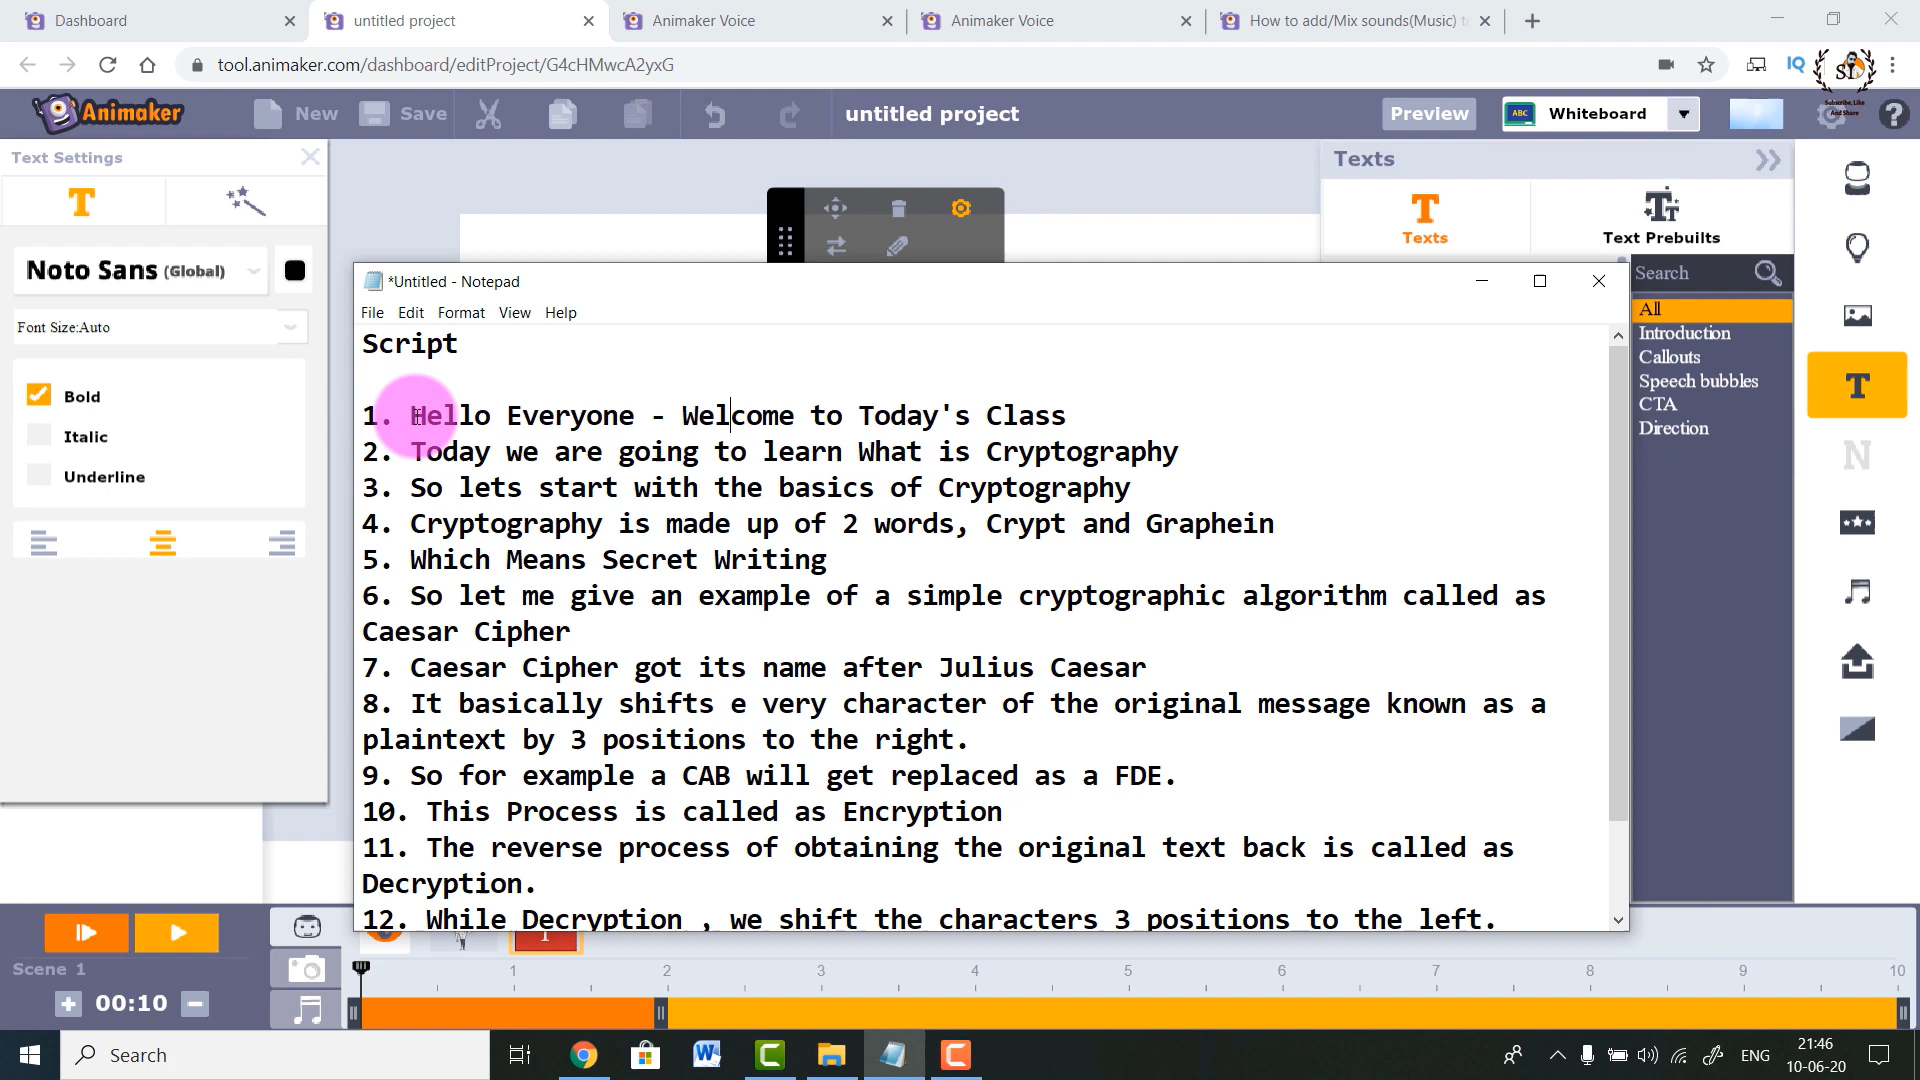 Dashboard
untitled project
Animaker Voice
Animaker Voice
How to add/Mix sounds(Music) t
tool.animaker.com/dashboard/editProject/G4cHMwcA2yxG
IQ
Subscribe, Like
And Share
Animaker
New
Save
untitled project
Preview
ABC
Whiteboard
Text Settings
Texts
Noto Sans (Global)
Font Size:Auto
Bold
Italic
Underline
Texts
Text Prebuilts
Search
All
Introduction
Callouts
Speech bubbles
CTA
Direction
*Untitled - Notepad
File Edit Format View Help
Script
1. Hello Everyone - Welcome to Today's Class
2. Today we are going to learn What is Cryptography
3. So lets start with the basics of Cryptography
4. Cryptography is made up of 2 words, Crypt and Graphein
5. Which Means Secret Writing
6. So let me give an example of a simple cryptographic algorithm called as
Caesar Cipher
7. Caesar Cipher got its name after Julius Caesar
8. It basically shifts e very character of the original message known as a
plaintext by 3 positions to the right.
9. So for example a CAB will get replaced as a FDE.
10. This Process is called as Encryption
11. The reverse process of obtaining the original text back is called as
Decryption.
12. While Decryption , we shift the characters 3 positions to the left.
Scene 1
00:10
1 2 3 4 5 6 7 8 9 10
Search
ENG
21:46
10-06-20